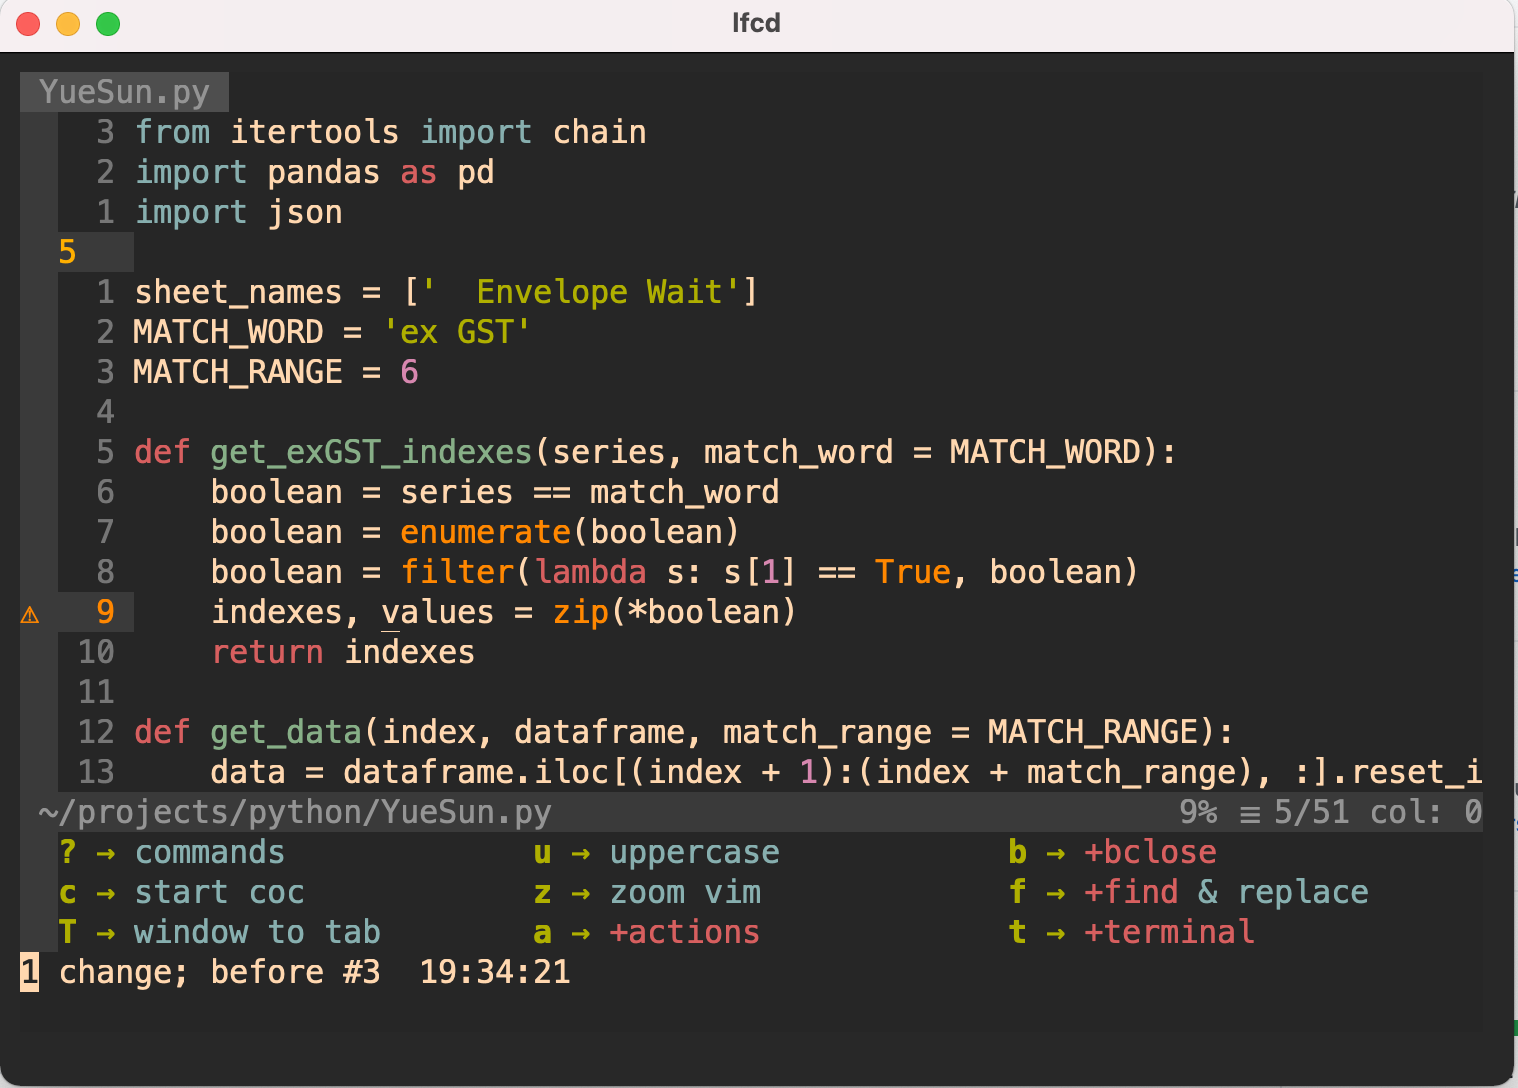 lfcd
YueSun.py
3 from itertools import chain
2 import pandas as pd
1 import json
5
1 sheet_names = ['  Envelope Wait']
2 MATCH_WORD = 'ex GST'
3 MATCH_RANGE = 6
4
5 def get_exGST_indexes(series, match_word = MATCH_WORD):
6     boolean = series == match_word
7     boolean = enumerate(boolean)
8     boolean = filter(lambda s: s[1] == True, boolean)
⚠ 9     indexes, values = zip(*boolean)
10     return indexes
11
12 def get_data(index, dataframe, match_range = MATCH_RANGE):
13     data = dataframe.iloc[(index + 1):(index + match_range), :].reset_i
~/projects/python/YueSun.py 9% ≡ 5/51 col: 0
? → commands u → uppercase b → +bclose
c → start coc z → zoom vim f → +find & replace
T → window to tab a → +actions t → +terminal
1 change; before #3  19:34:21